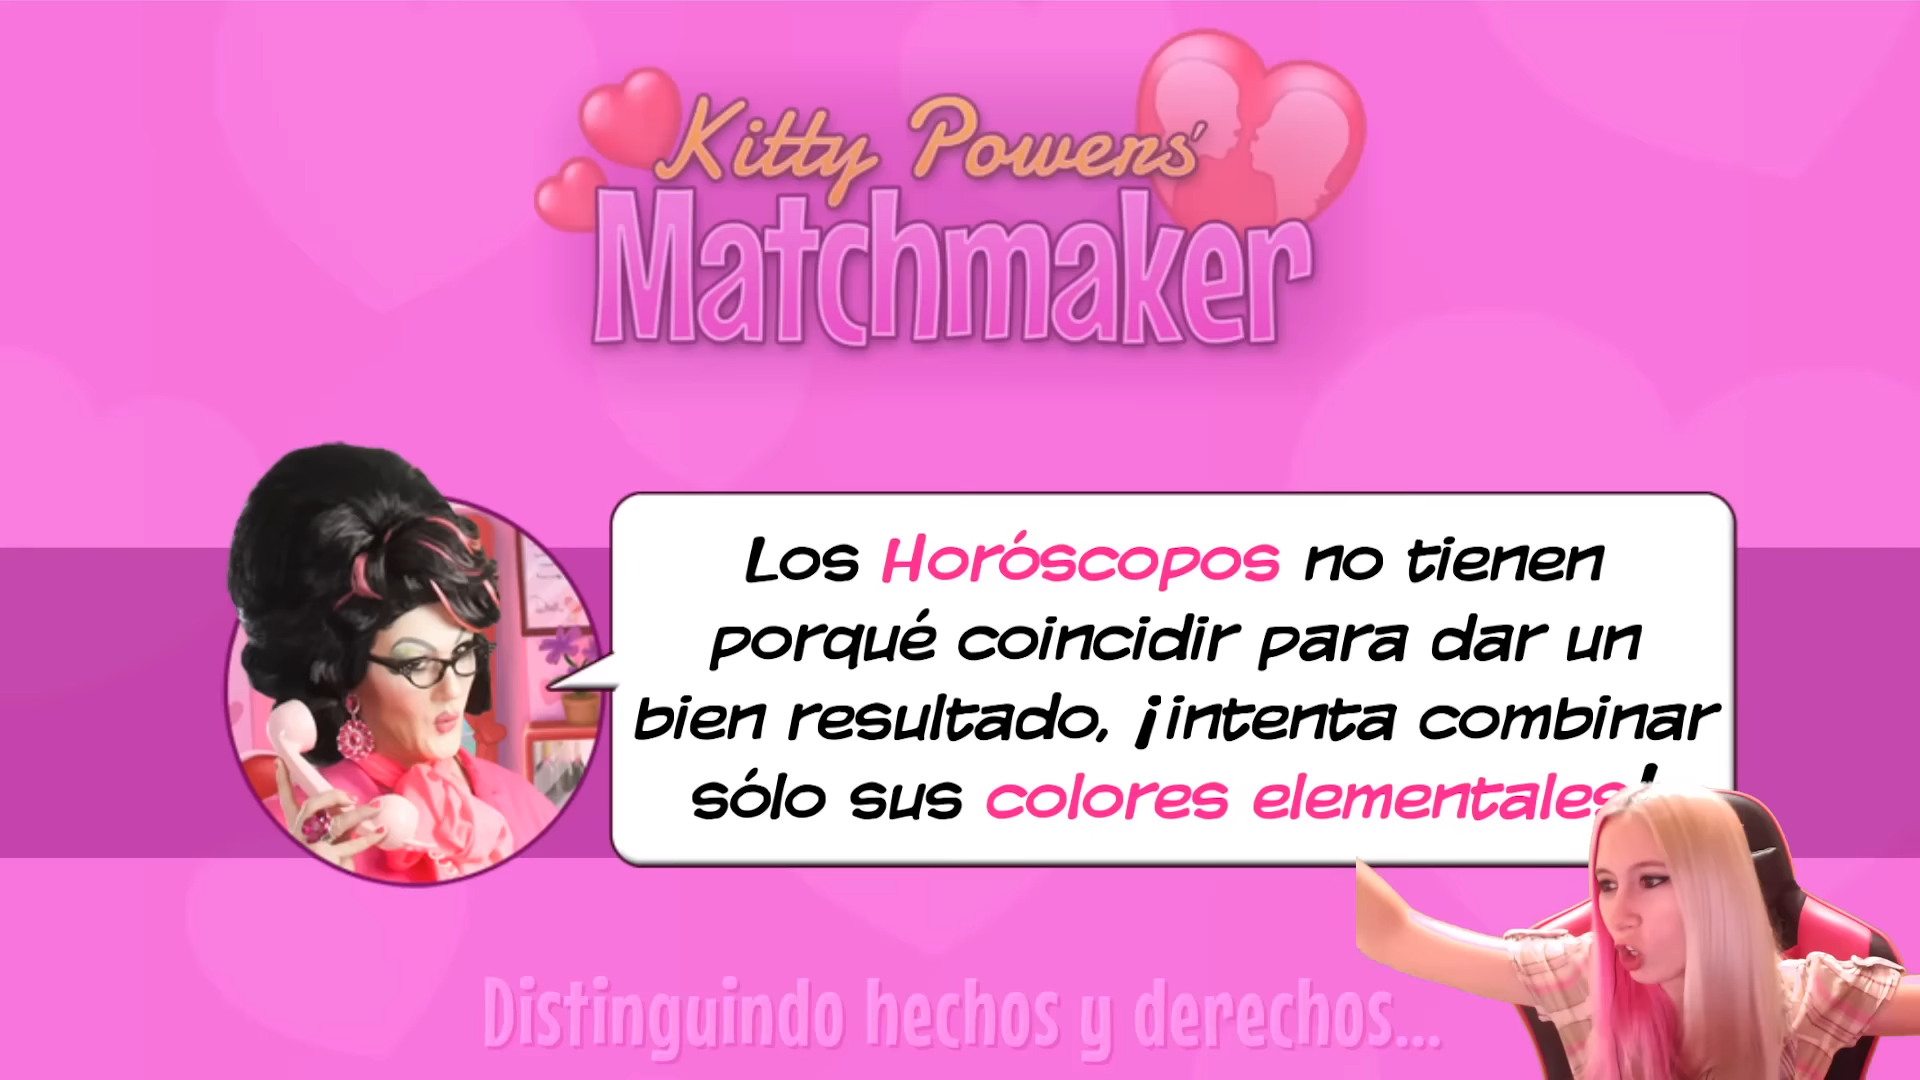 Kitty Powers'
Matchmaker
Los Horóscopos no tienen
porqué coincidir para dar un
bien resultado, ¡intenta combinar
sólo sus colores elementales!
Distinguindo hechos y derechos...